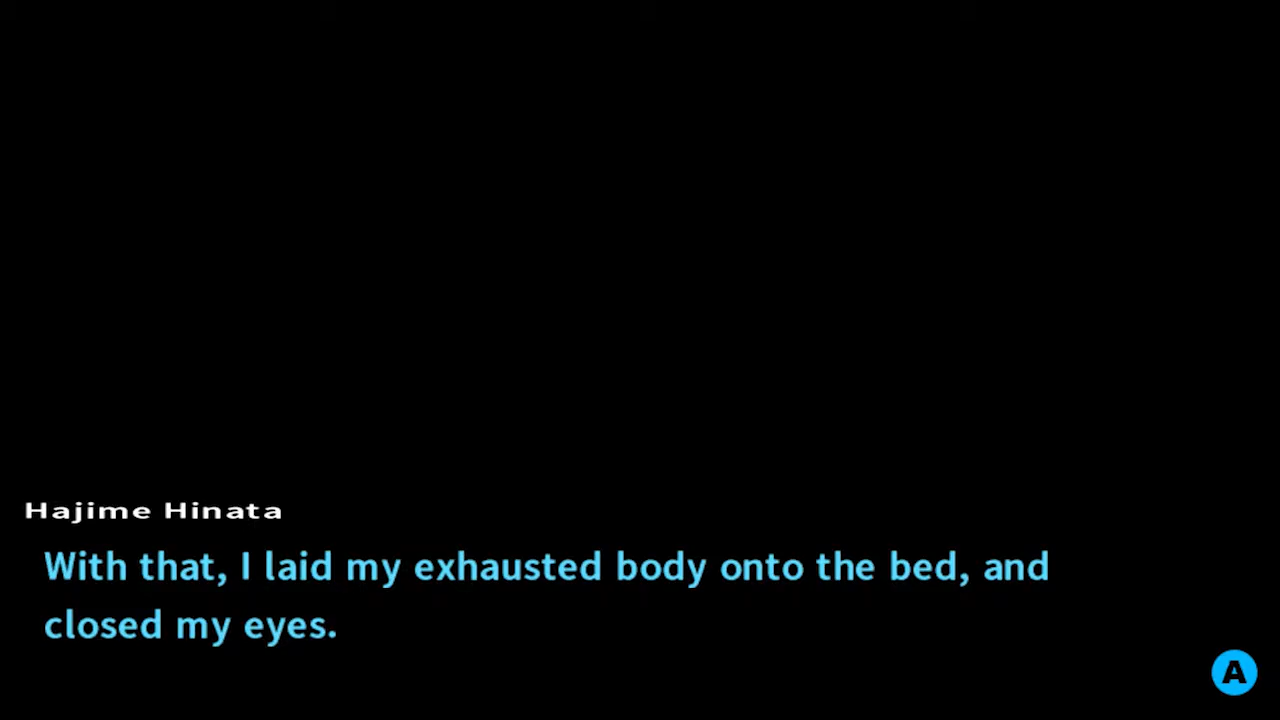 Hajime Hinata
With that, I laid my exhausted body onto the bed, and
closed my eyes.
A